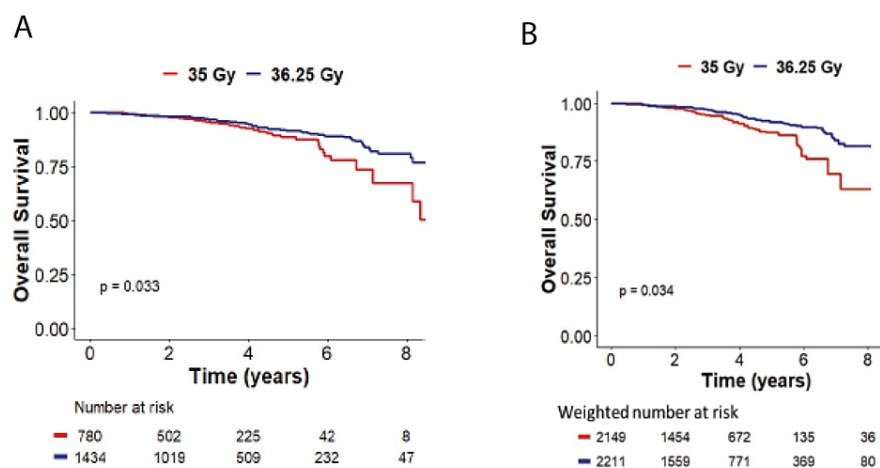 A
35 Gy 36.25 Gy
Overall Survival
1.00
0.75
0.50
0.25
0.00
p = 0.033
0 2 4 6 8
Time (years)
Number at risk
780 502 225 42 8
1434 1019 509 232 47
B
35 Gy 36.25 Gy
Overall Survival
1.00
0.75
0.50
0.25
0.00
p = 0.034
0 2 4 6 8
Time (years)
Weighted number at risk
2149 1454 672 135 36
2211 1559 771 369 80